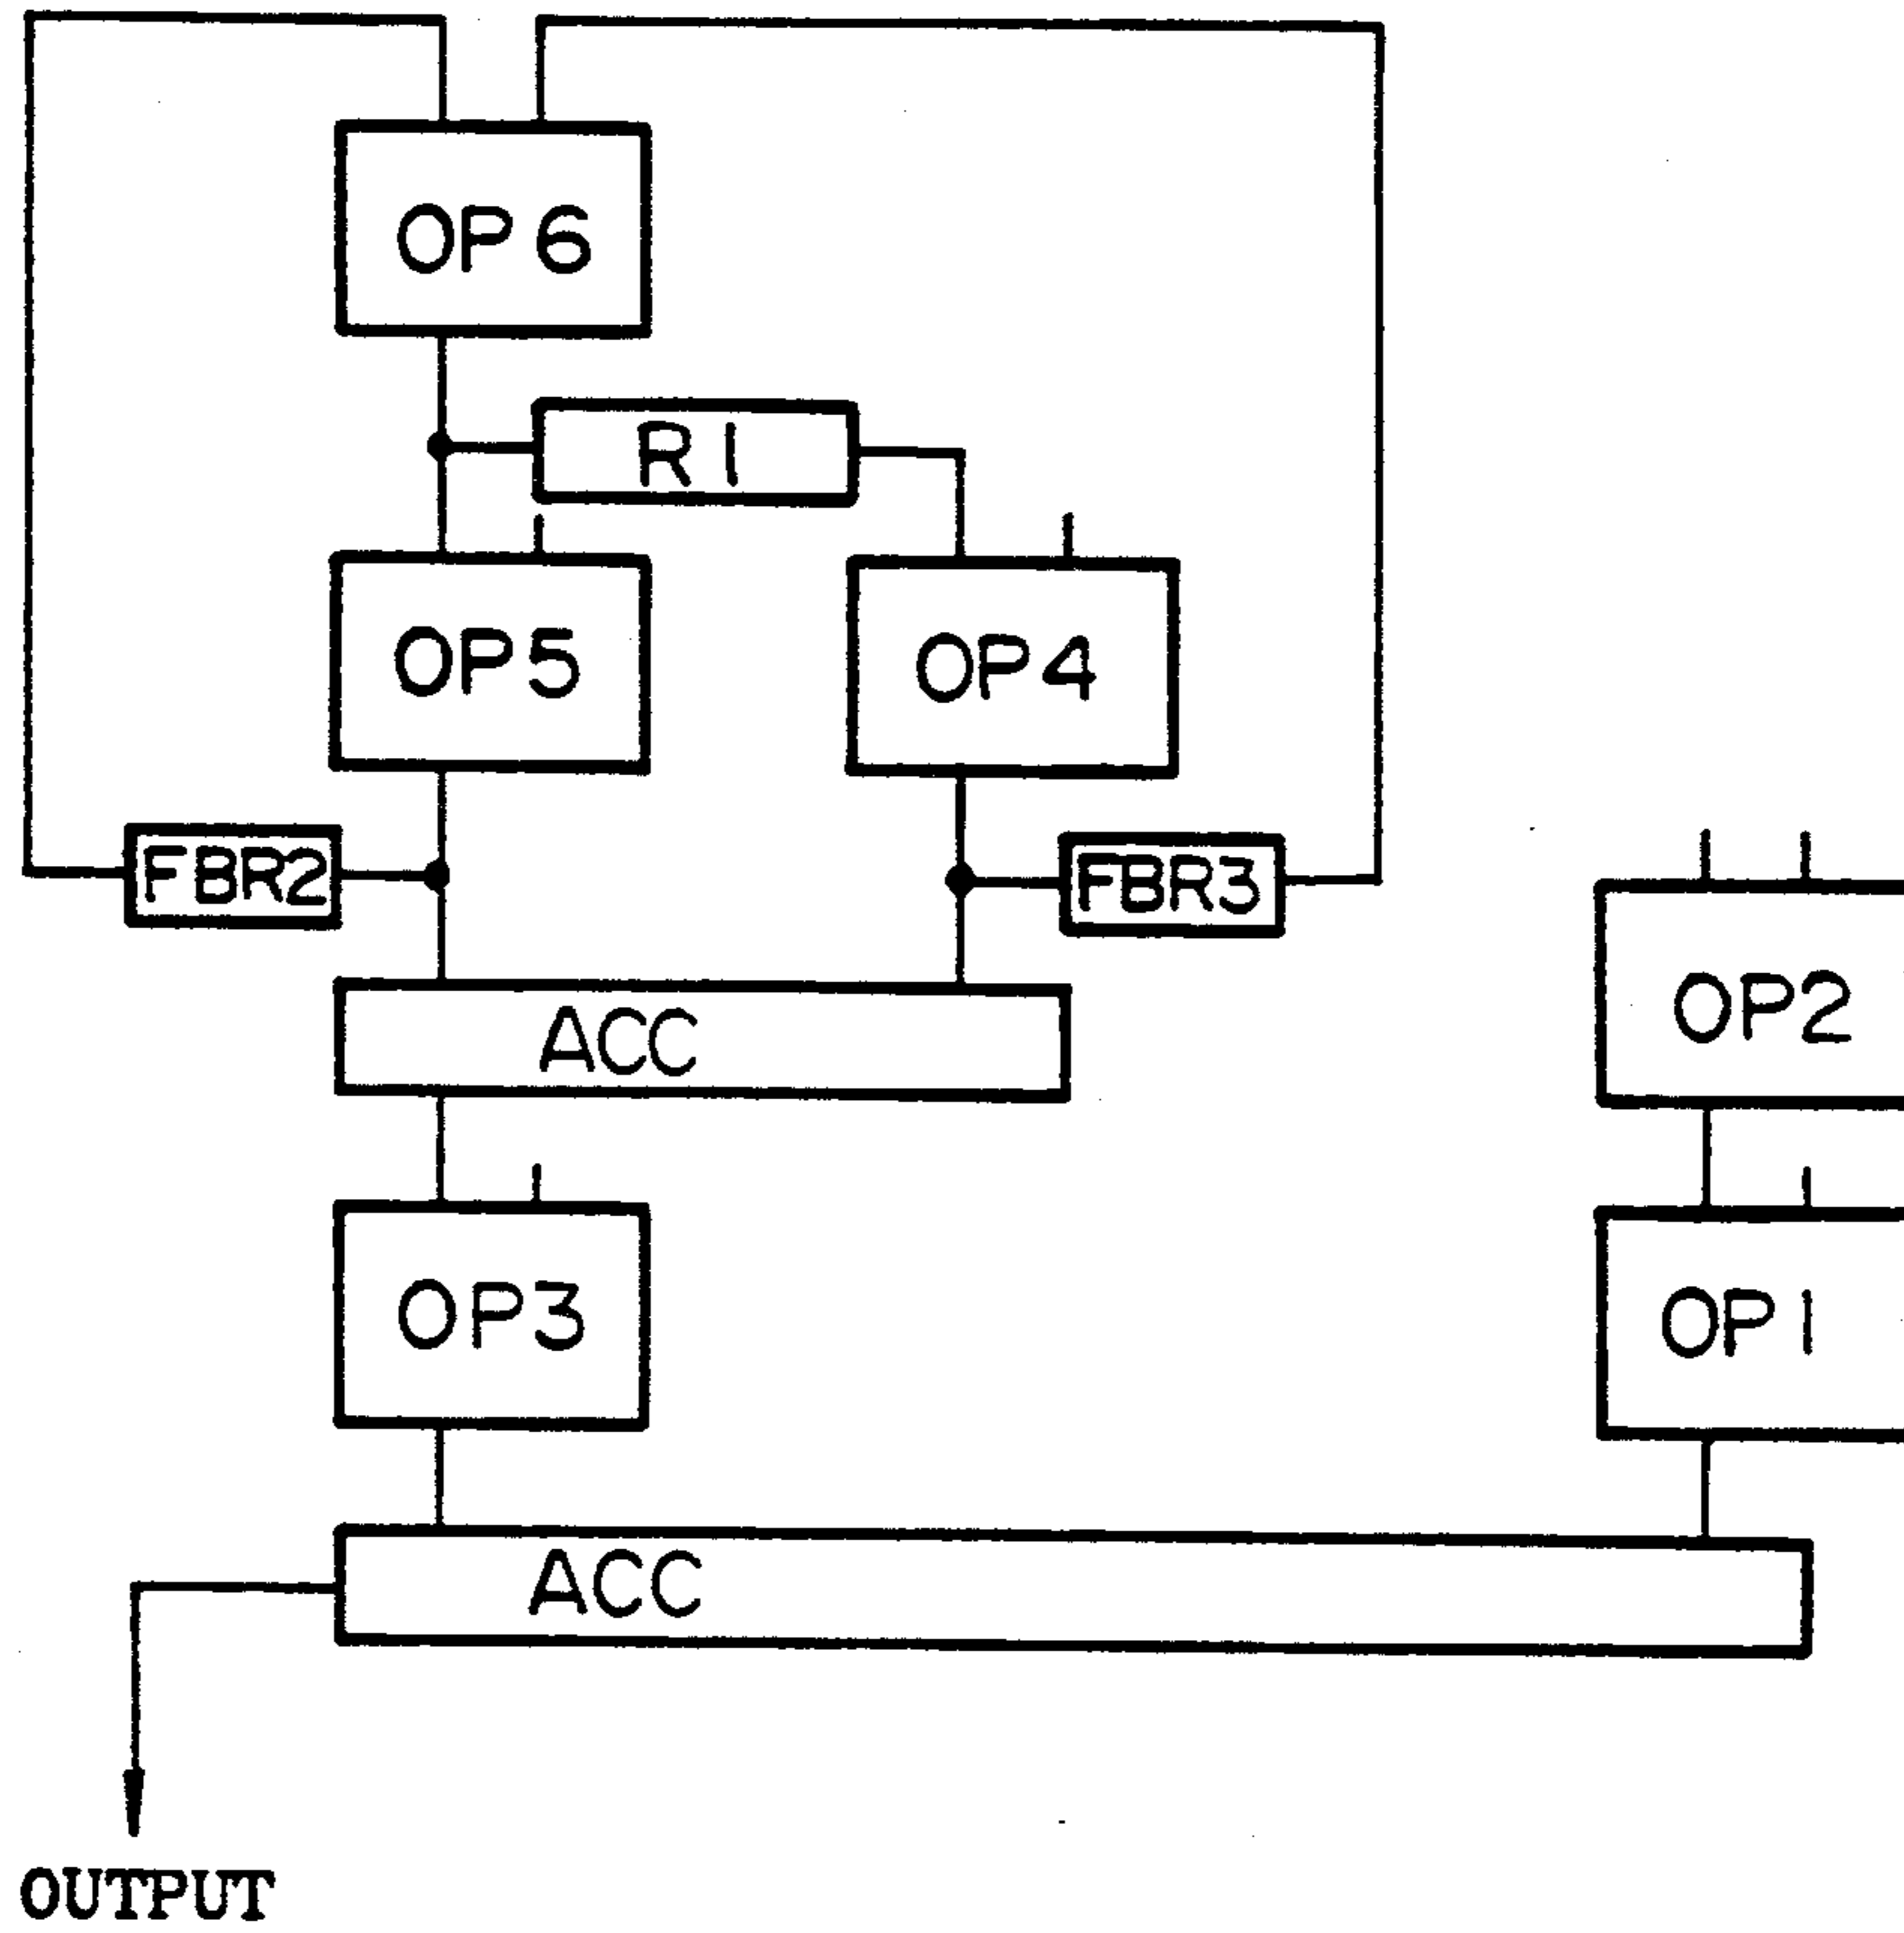 OP6
R1
OP5
OP4
FBR2
FBR3
OP2
ACC
OP3
OP1
ACC
OUTPUT